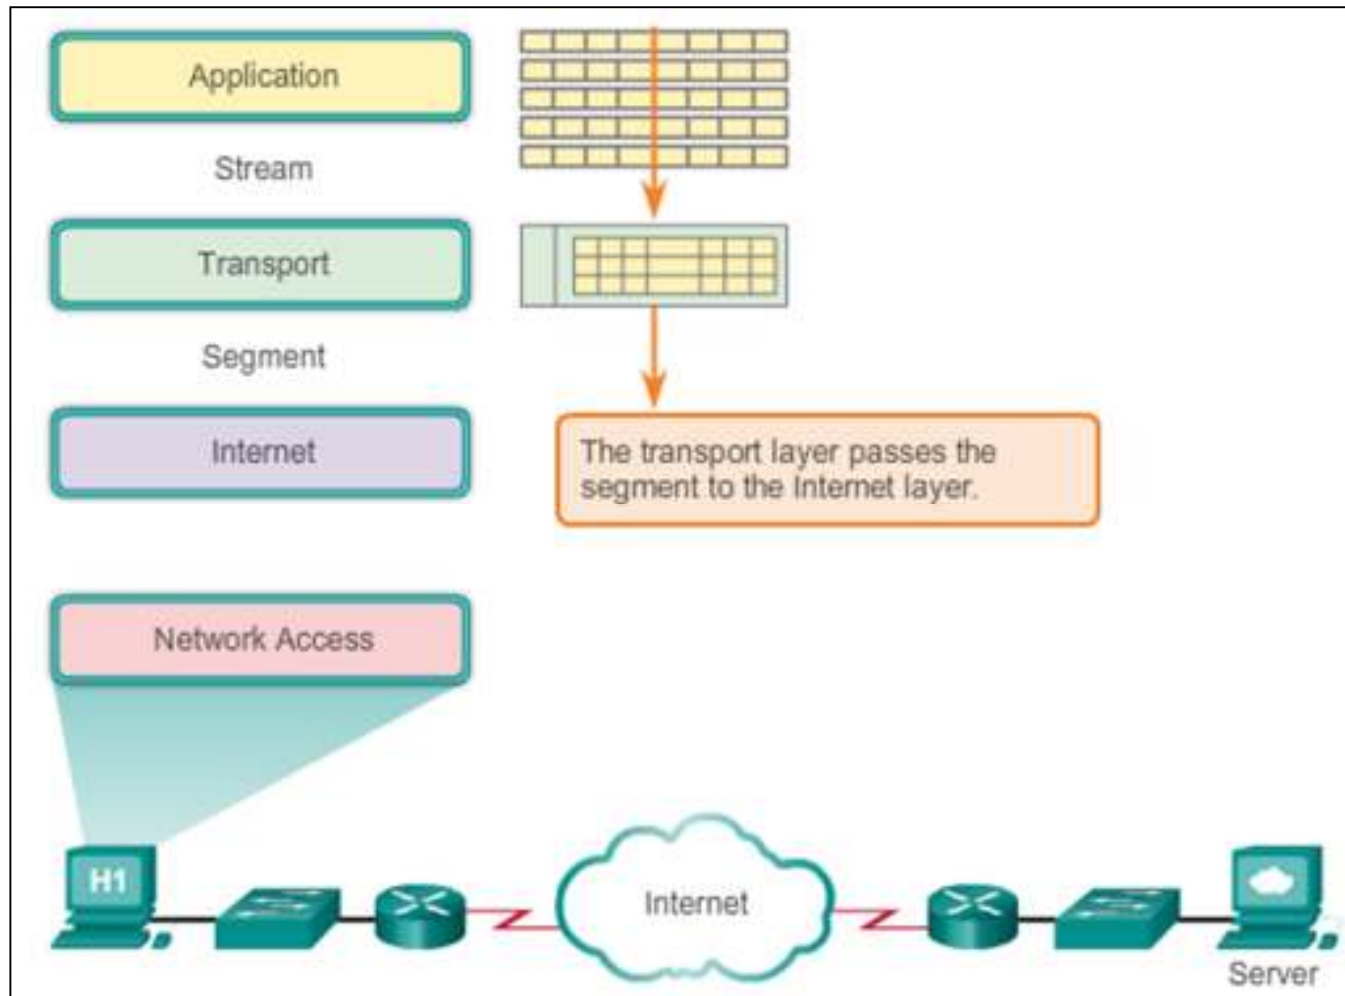 Application
Stream
Transport
Segment
Internet
The transport layer passes the
segment to the Internet layer.
Network Access
H1
Internet
Server